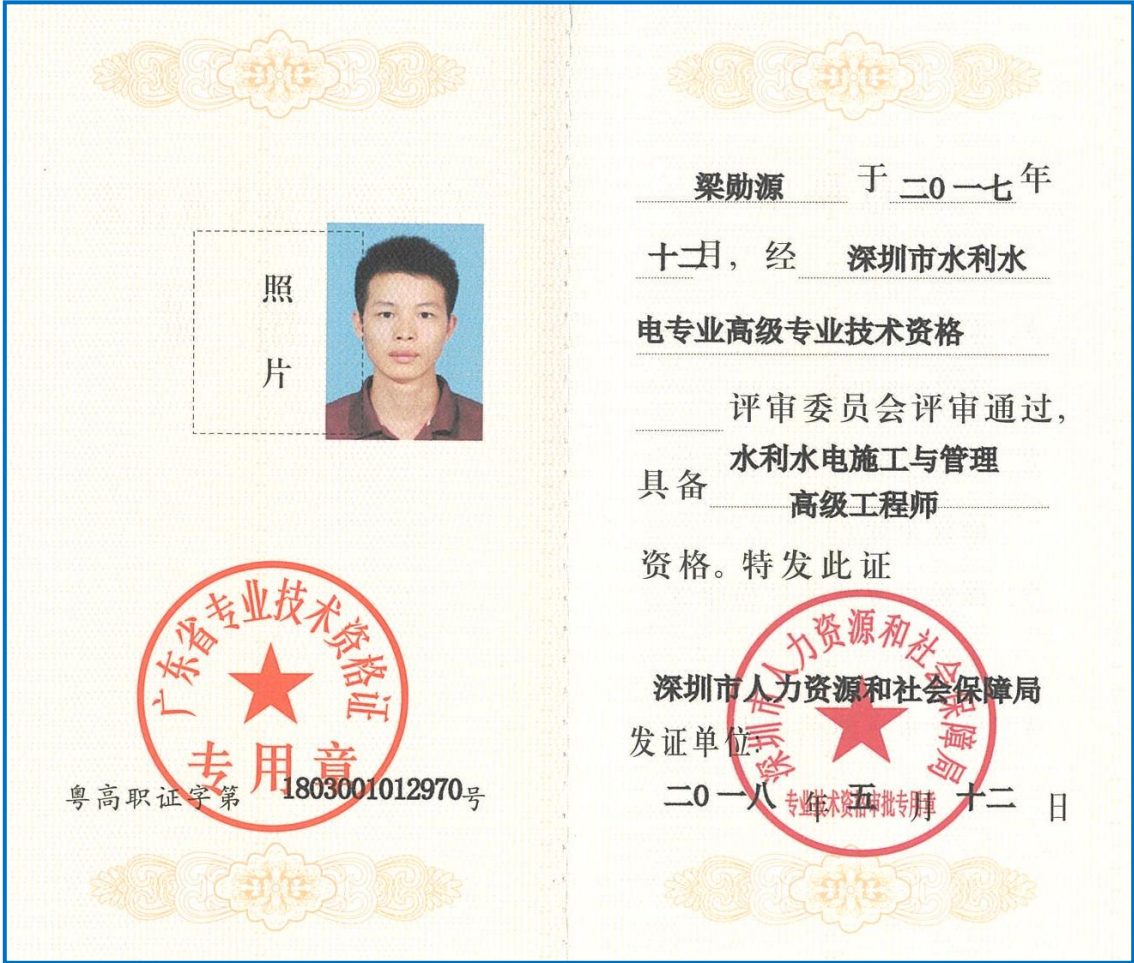 照
片
广东省专业技术资格证
专用章
粤高职证字第 1803001012970号
梁勋源 于 二0一七年
十二月，经 深圳市水利水
电专业高级专业技术资格
评审委员会评审通过，
水利水电施工与管理
具备
高级工程师
资格。特发此证
深圳市人力资源和社会保障局
深圳市人力资源和社会保障局
发证单位：
二0一八 年 五 月 十二 日
专业技术资格审批专用章